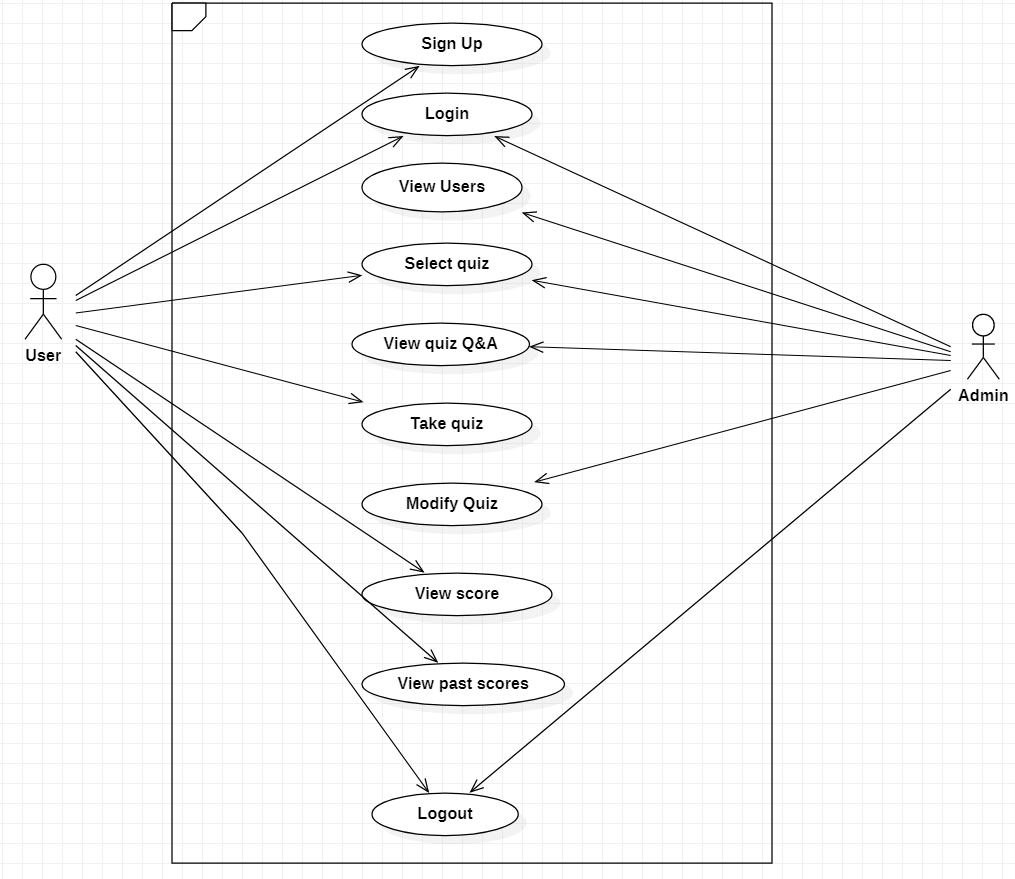 Sign Up
Login
View Users
Select quiz
View quiz Q&A
User
Admin
Take quiz
Modify Quiz
View score
View past scores
Logout